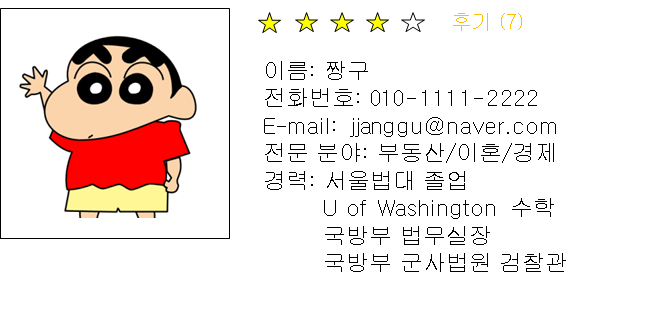 후기 (7)
이름: 짱구
전화번호: 010-1111-2222
E-mail: jjanggu@naver.com
전문 분야: 부동산/이혼/경제
경력: 서울법대 졸업
U of Washington 수학
국방부 법무실장
국방부 군사법원 검찰관